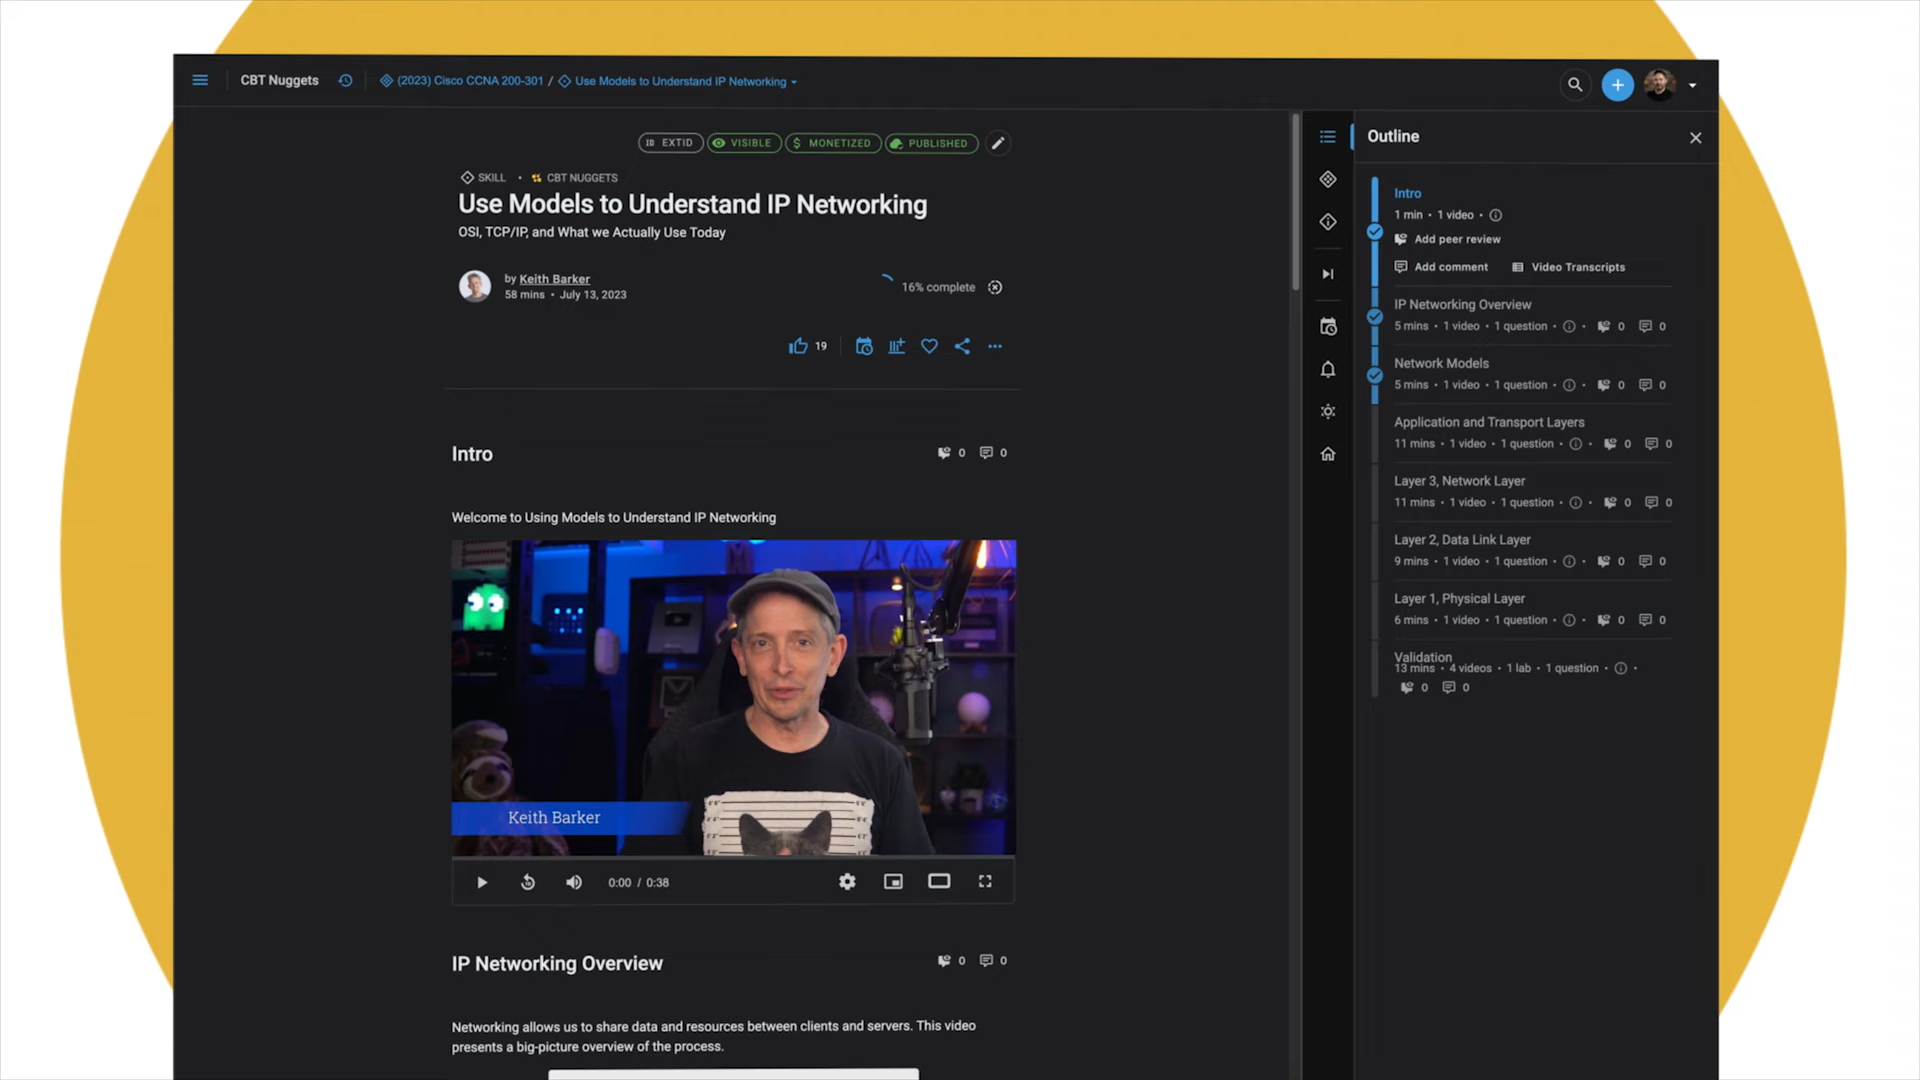 CBT Nuggets (2023) Cisco CCNA 200-301 / Use Models to Understand IP Networking
EXTID VISIBLE MONETIZED PUBLISHED
SKILL • CBT NUGGETS
Use Models to Understand IP Networking
OSI, TCP/IP, and What we Actually Use Today
by Keith Barker
58 mins • July 13, 2023
16% complete
19
Intro
0 0
Welcome to Using Models to Understand IP Networking
Keith Barker
0:00 / 0:38
IP Networking Overview
0 0
Networking allows us to share data and resources between clients and servers. This video
presents a big-picture overview of the process.
Outline
Intro
1 min • 1 video •
Add peer review
Add comment Video Transcripts
IP Networking Overview
5 mins • 1 video • 1 question • • 0 0
Network Models
5 mins • 1 video • 1 question • • 0 0
Application and Transport Layers
11 mins • 1 video • 1 question • • 0 0
Layer 3, Network Layer
11 mins • 1 video • 1 question • • 0 0
Layer 2, Data Link Layer
9 mins • 1 video • 1 question • • 0 0
Layer 1, Physical Layer
6 mins • 1 video • 1 question • • 0 0
Validation
13 mins • 4 videos • 1 lab • 1 question • •
0 0